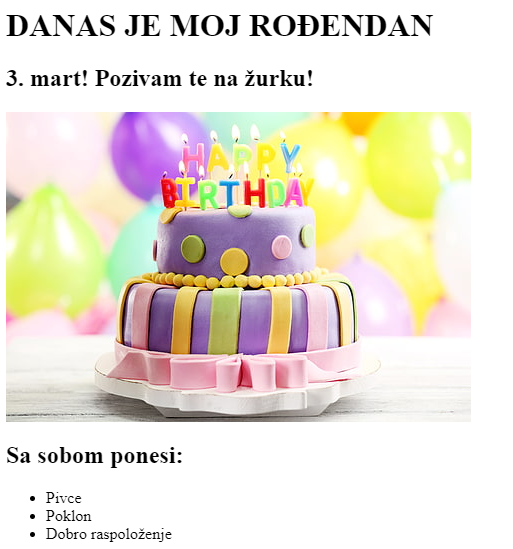 DANAS JE MOJ ROĐENDAN
3. mart! Pozivam te na žurku!
HAPPY
BIRTHDAY
Sa sobom ponesi:
Pivce
Poklon
Dobro raspoloženje